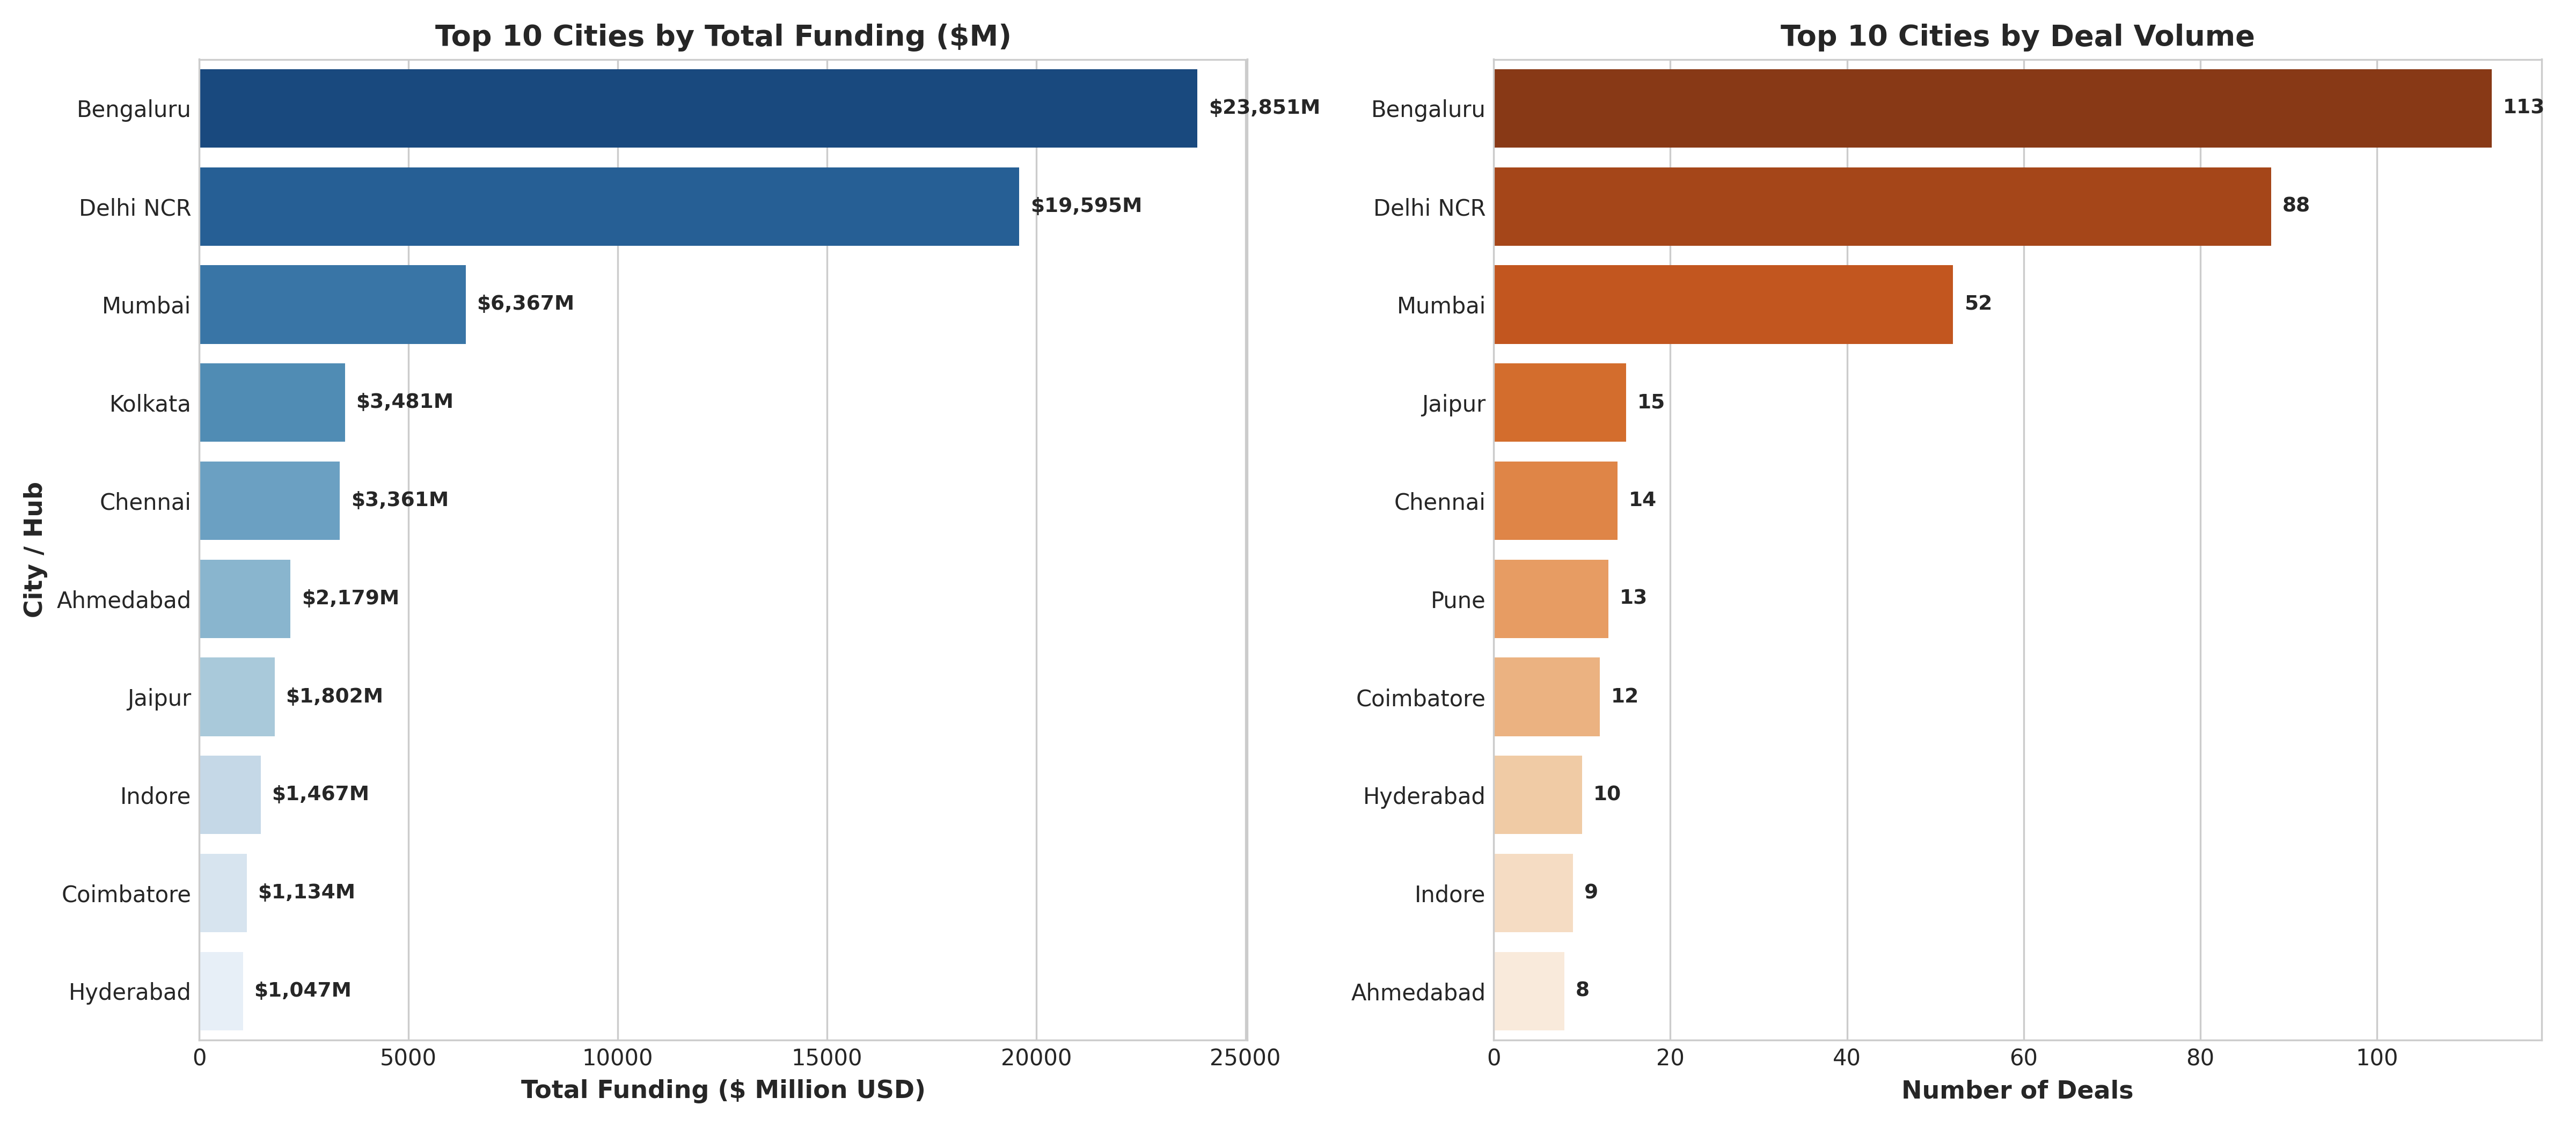 Top 10 Cities by Total Funding ($M)
City / Hub
Bengaluru $23,851M
Delhi NCR $19,595M
Mumbai $6,367M
Kolkata $3,481M
Chennai $3,361M
Ahmedabad $2,179M
Jaipur $1,802M
Indore $1,467M
Coimbatore $1,134M
Hyderabad $1,047M
0 5000 10000 15000 20000 25000
Total Funding ($ Million USD)
Top 10 Cities by Deal Volume
Bengaluru 113
Delhi NCR 88
Mumbai 52
Jaipur 15
Chennai 14
Pune 13
Coimbatore 12
Hyderabad 10
Indore 9
Ahmedabad 8
0 20 40 60 80 100
Number of Deals